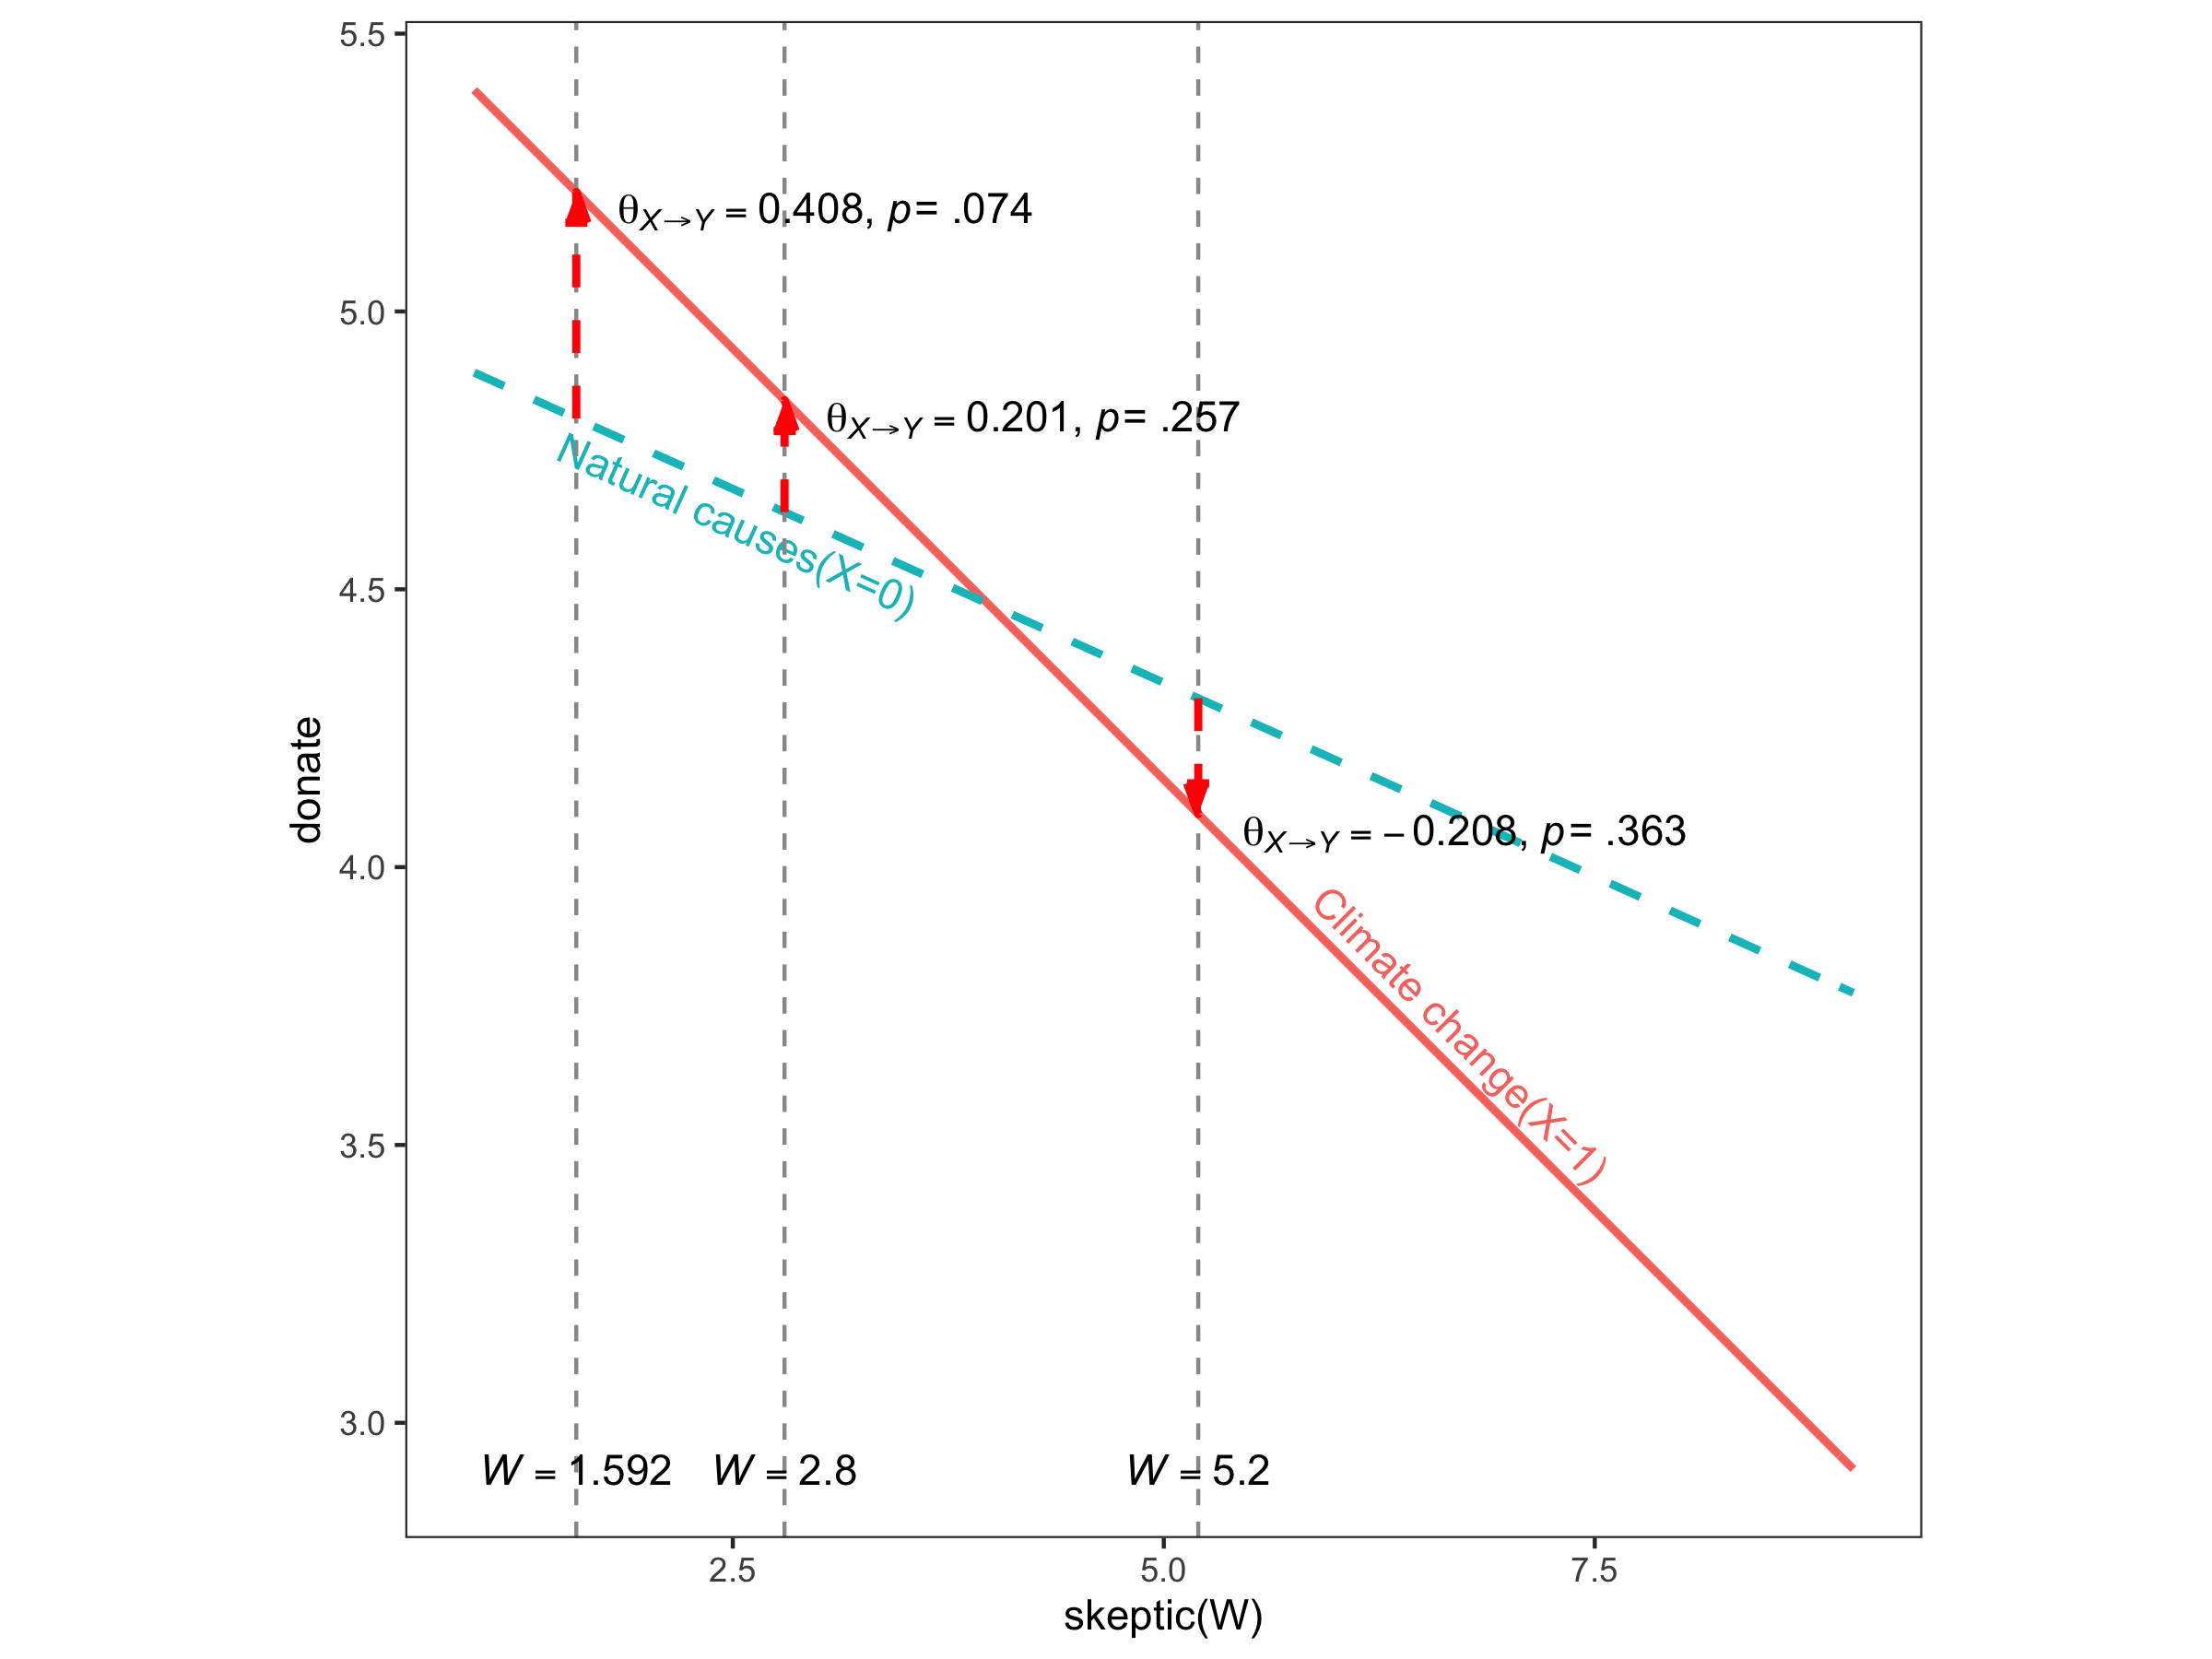 5.5
5.0
4.5
4.0
3.5
3.0
donate
θX→Y = 0.408, p = .074
θX→Y = 0.201, p = .257
Natural causes(X=0)
θX→Y = − 0.208, p = .363
Climate change(X=1)
W = 1.592
W = 2.8
W = 5.2
2.5
5.0
7.5
skeptic(W)